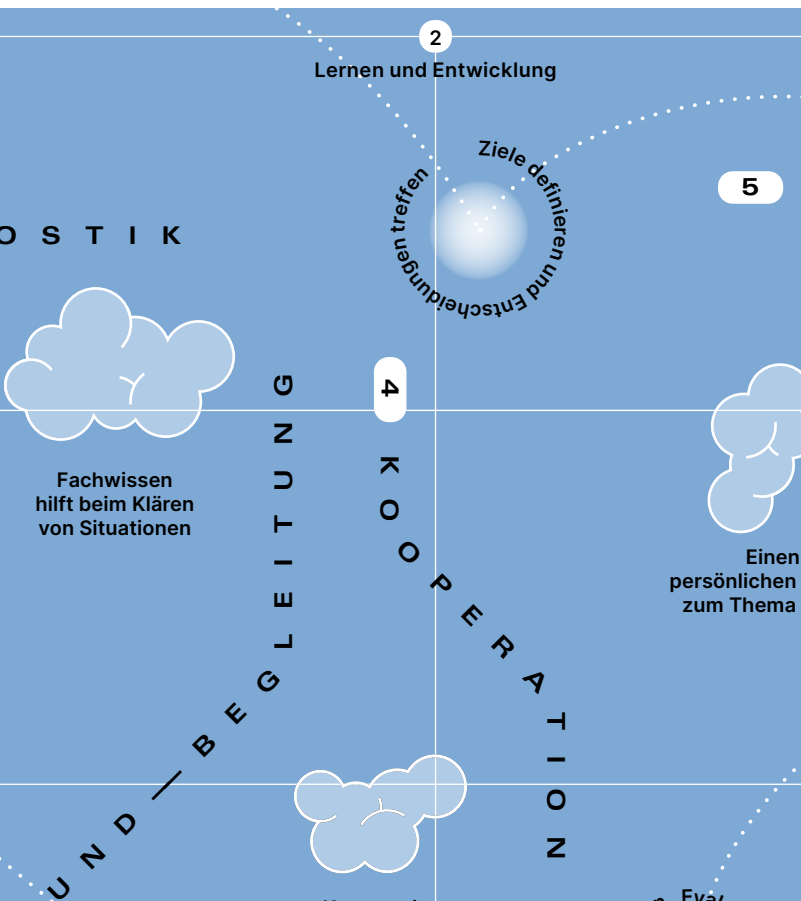 2
Lernen und Entwicklung
Ziele definieren und Entscheidungen treffen
5
OSTIK
Fachwissen
hilft beim Klären
von Situationen
UND—BEGLEITUNG
4
KOOPERATION
Einen
persönlichen
zum Thema